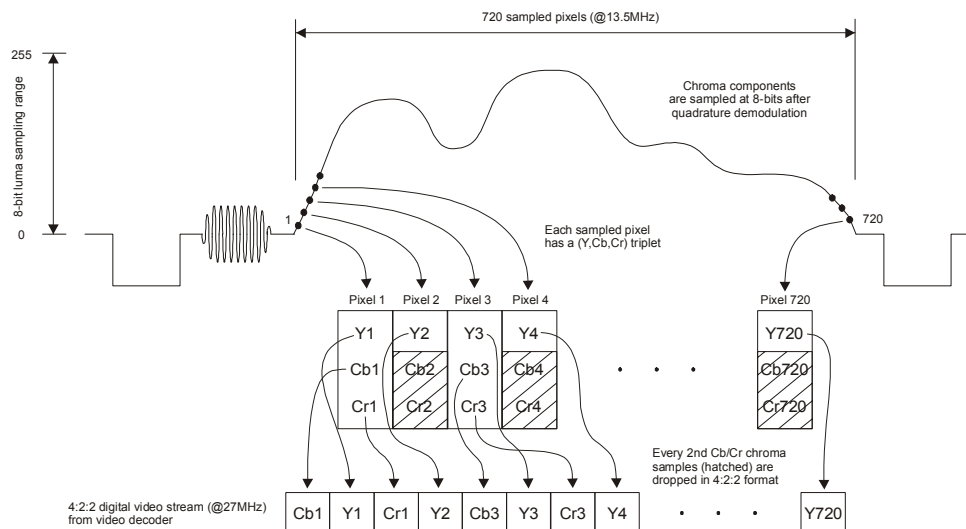 720 sampled pixels (@13.5MHz)
255
8-bit luma sampling range
0
Chroma components
are sampled at 8-bits after
quadrature demodulation
1
720
Each sampled pixel
has a (Y,Cb,Cr) triplet
Pixel 1 Pixel 2 Pixel 3 Pixel 4 Pixel 720
Y1 Y2 Y3 Y4 Y720
Cb1 Cb2 Cb3 Cb4 Cb720
Cr1 Cr2 Cr3 Cr4 Cr720
Every 2nd Cb/Cr chroma
samples (hatched) are
dropped in 4:2:2 format
4:2:2 digital video stream (@27MHz)
from video decoder
Cb1 Y1 Cr1 Y2 Cb3 Y3 Cr3 Y4 Y720